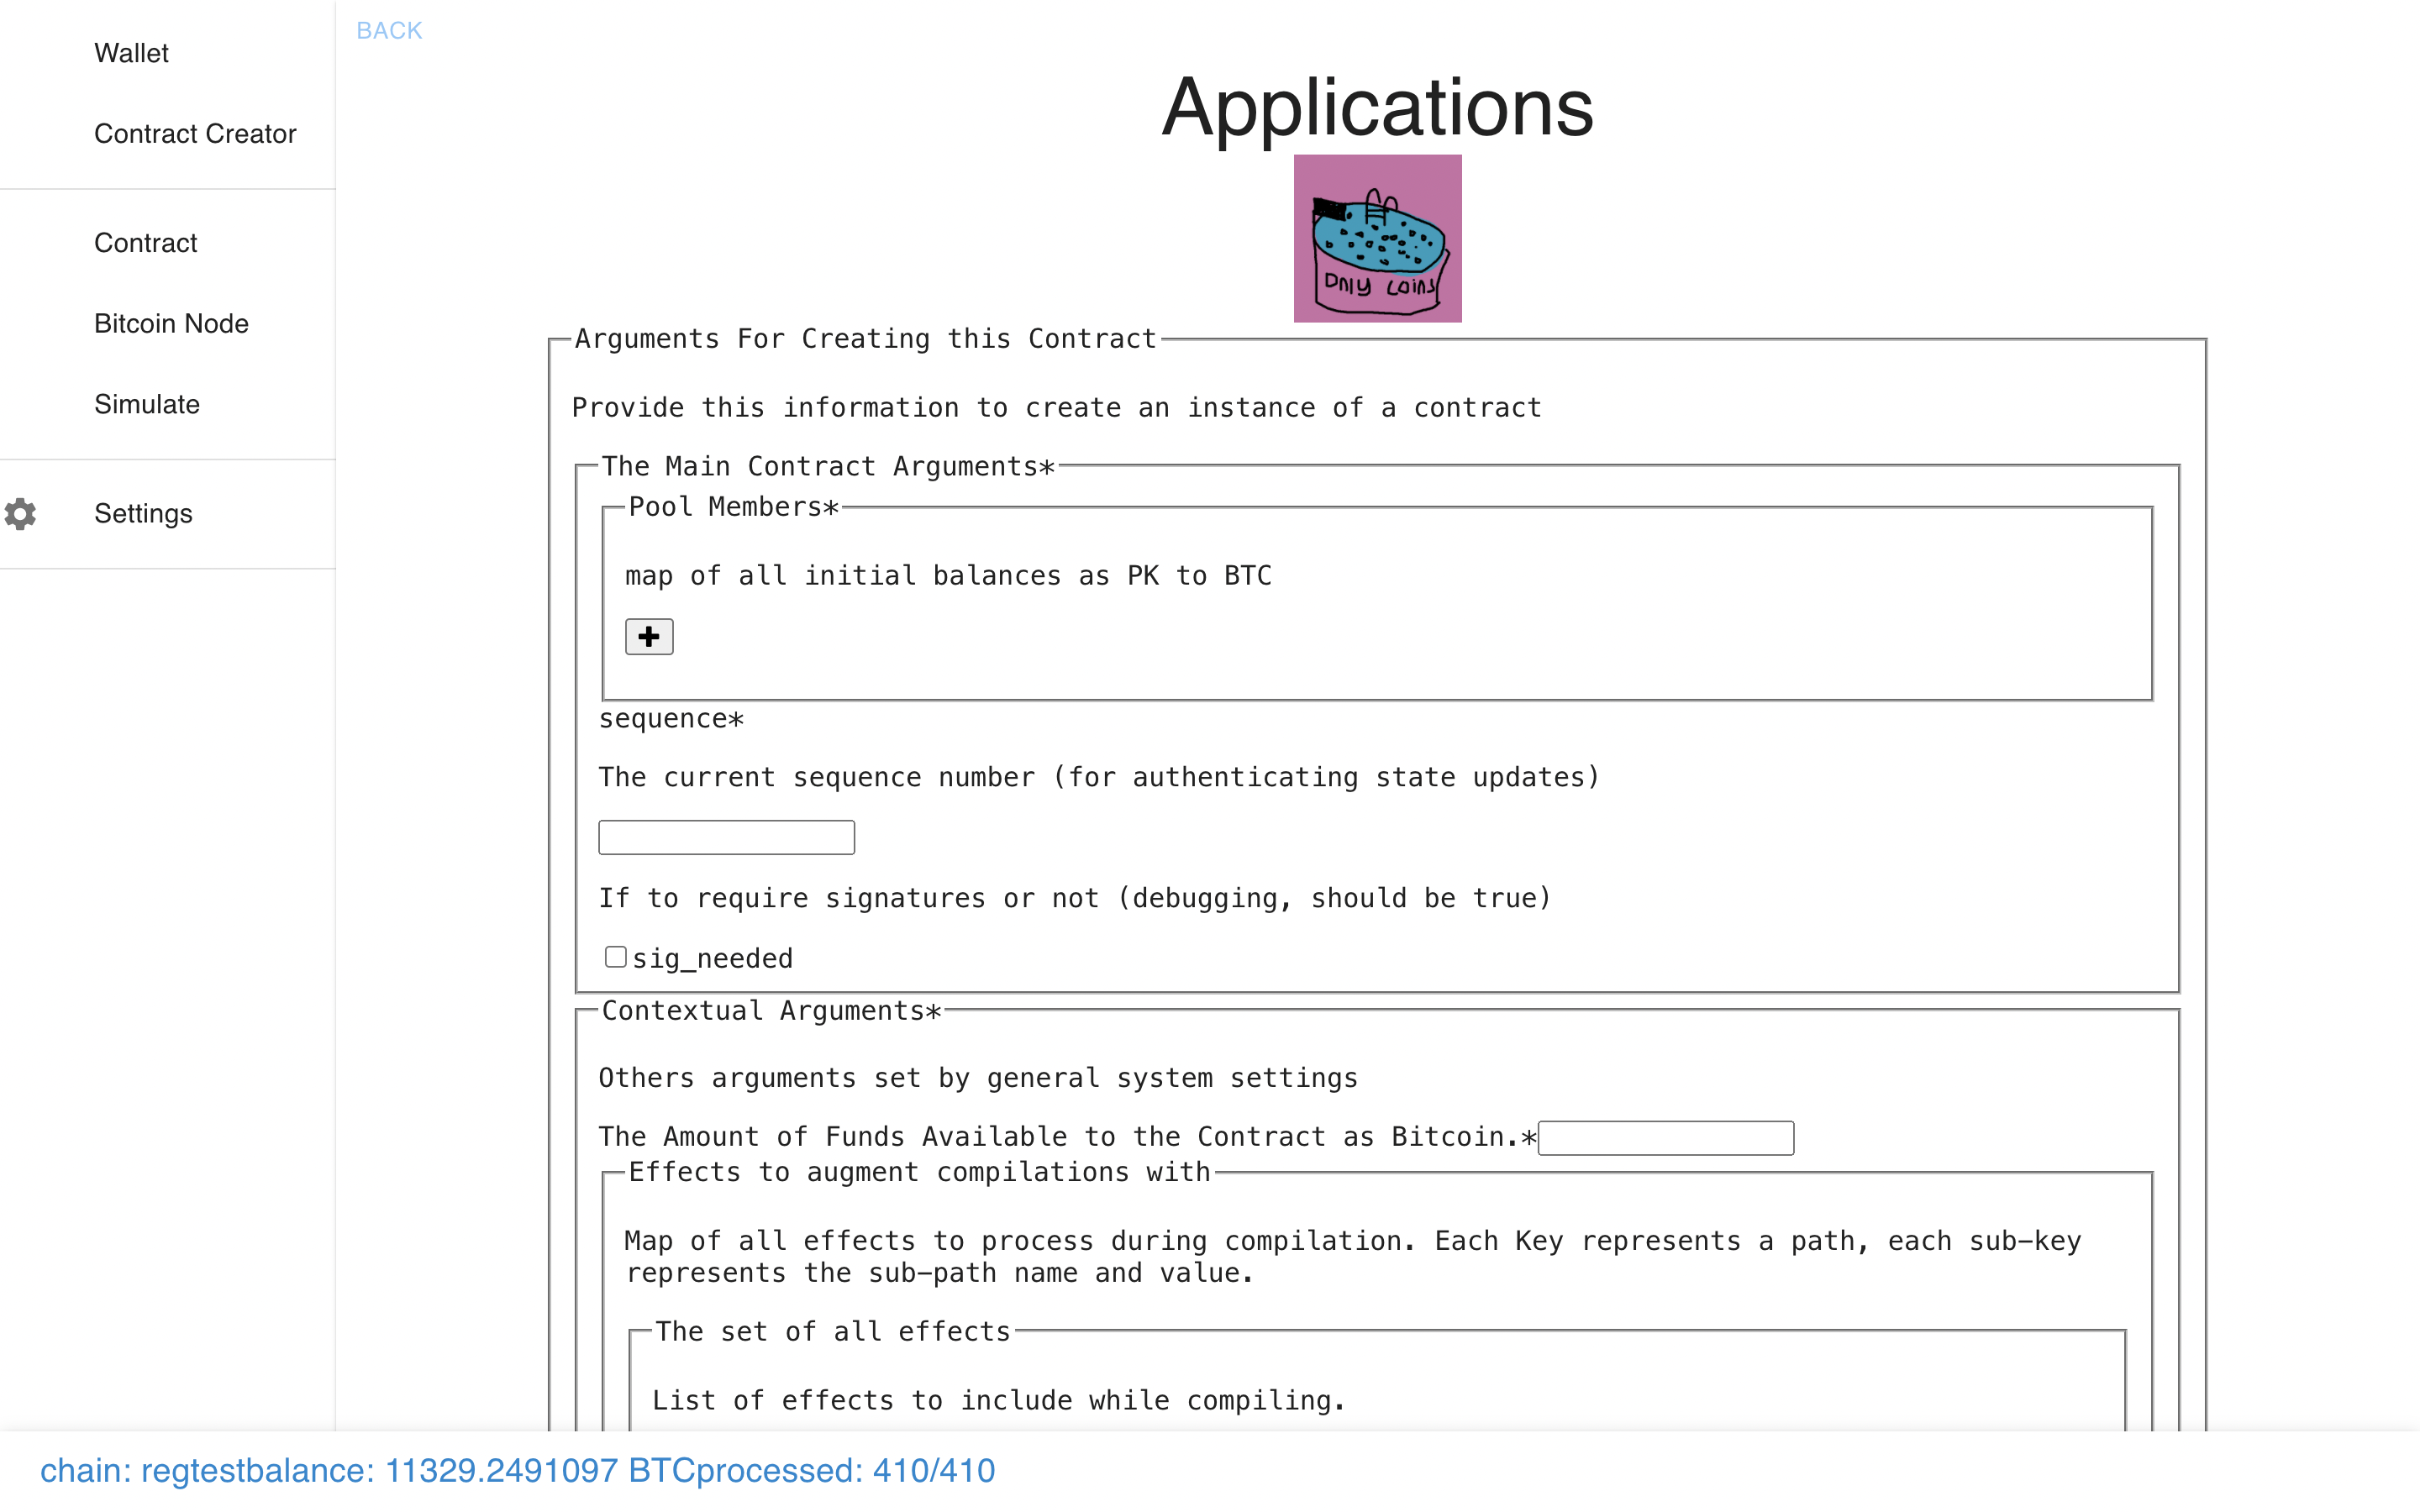 Wallet
Contract Creator
Contract
Bitcoin Node
Simulate
Settings
BACK
Applications
Only Coins
Arguments For Creating this Contract
Provide this information to create an instance of a contract
The Main Contract Arguments*
Pool Members*
map of all initial balances as PK to BTC
sequence*
The current sequence number (for authenticating state updates)
If to require signatures or not (debugging, should be true)
sig_needed
Contextual Arguments*
Others arguments set by general system settings
The Amount of Funds Available to the Contract as Bitcoin.*
Effects to augment compilations with
Map of all effects to process during compilation. Each Key represents a path, each sub-key
represents the sub-path name and value.
The set of all effects
List of effects to include while compiling.
chain: regtestbalance: 11329.2491097 BTCprocessed: 410/410